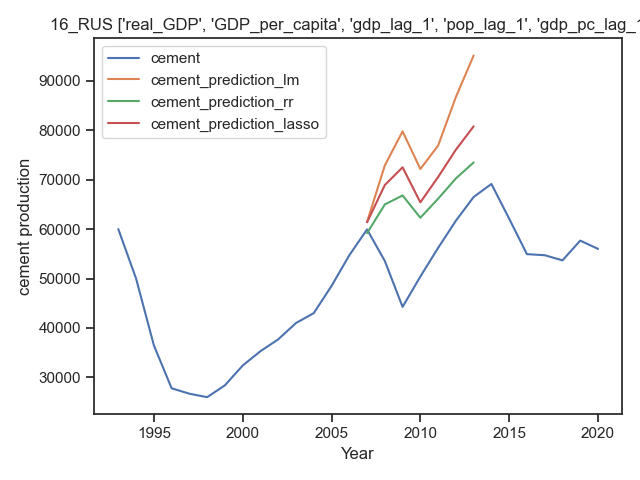 16_RUS ['real_GDP', 'GDP_per_capita', 'gdp_lag_1', 'pop_lag_1', 'gdp_pc_lag_1
cement
cement_prediction_lm
cement_prediction_rr
cement_prediction_lasso
90000
80000
70000
60000
50000
40000
30000
cement production
1995
2000
2005
2010
2015
2020
Year